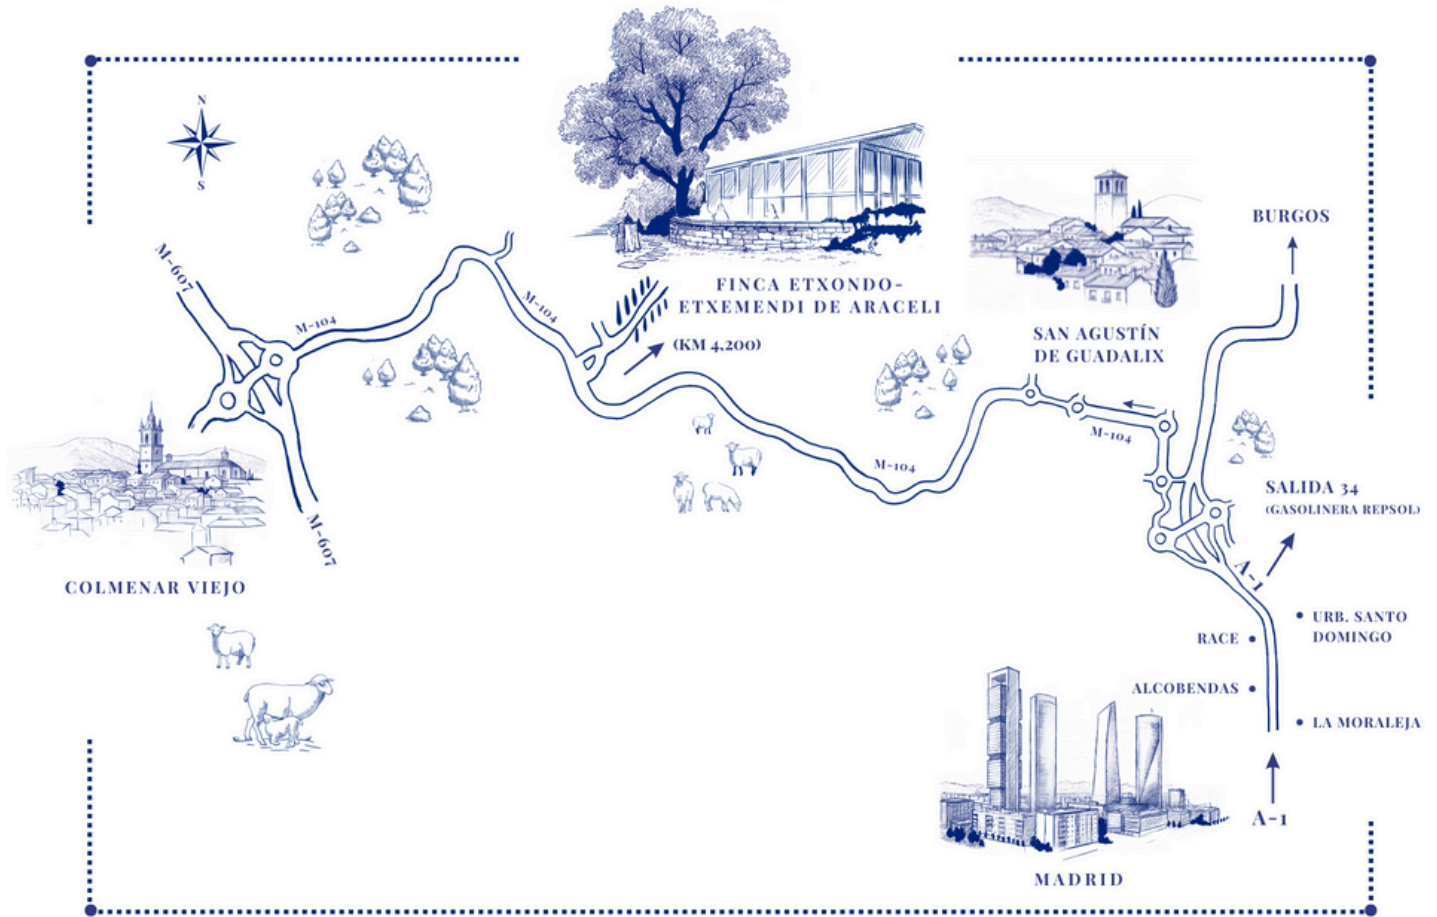 N
S
BURGOS
M-607
M-104
M-104
FINCA ETXONDO-
ETXEMENDI DE ARACELI
(KM 4,200)
SAN AGUSTÍN
DE GUADALIX
M-104
M-104
SALIDA 34
(GASOLINERA REPSOL)
M-607
A-1
COLMENAR VIEJO
URB. SANTO
DOMINGO
RACE
ALCOBENDAS
LA MORALEJA
A-1
MADRID